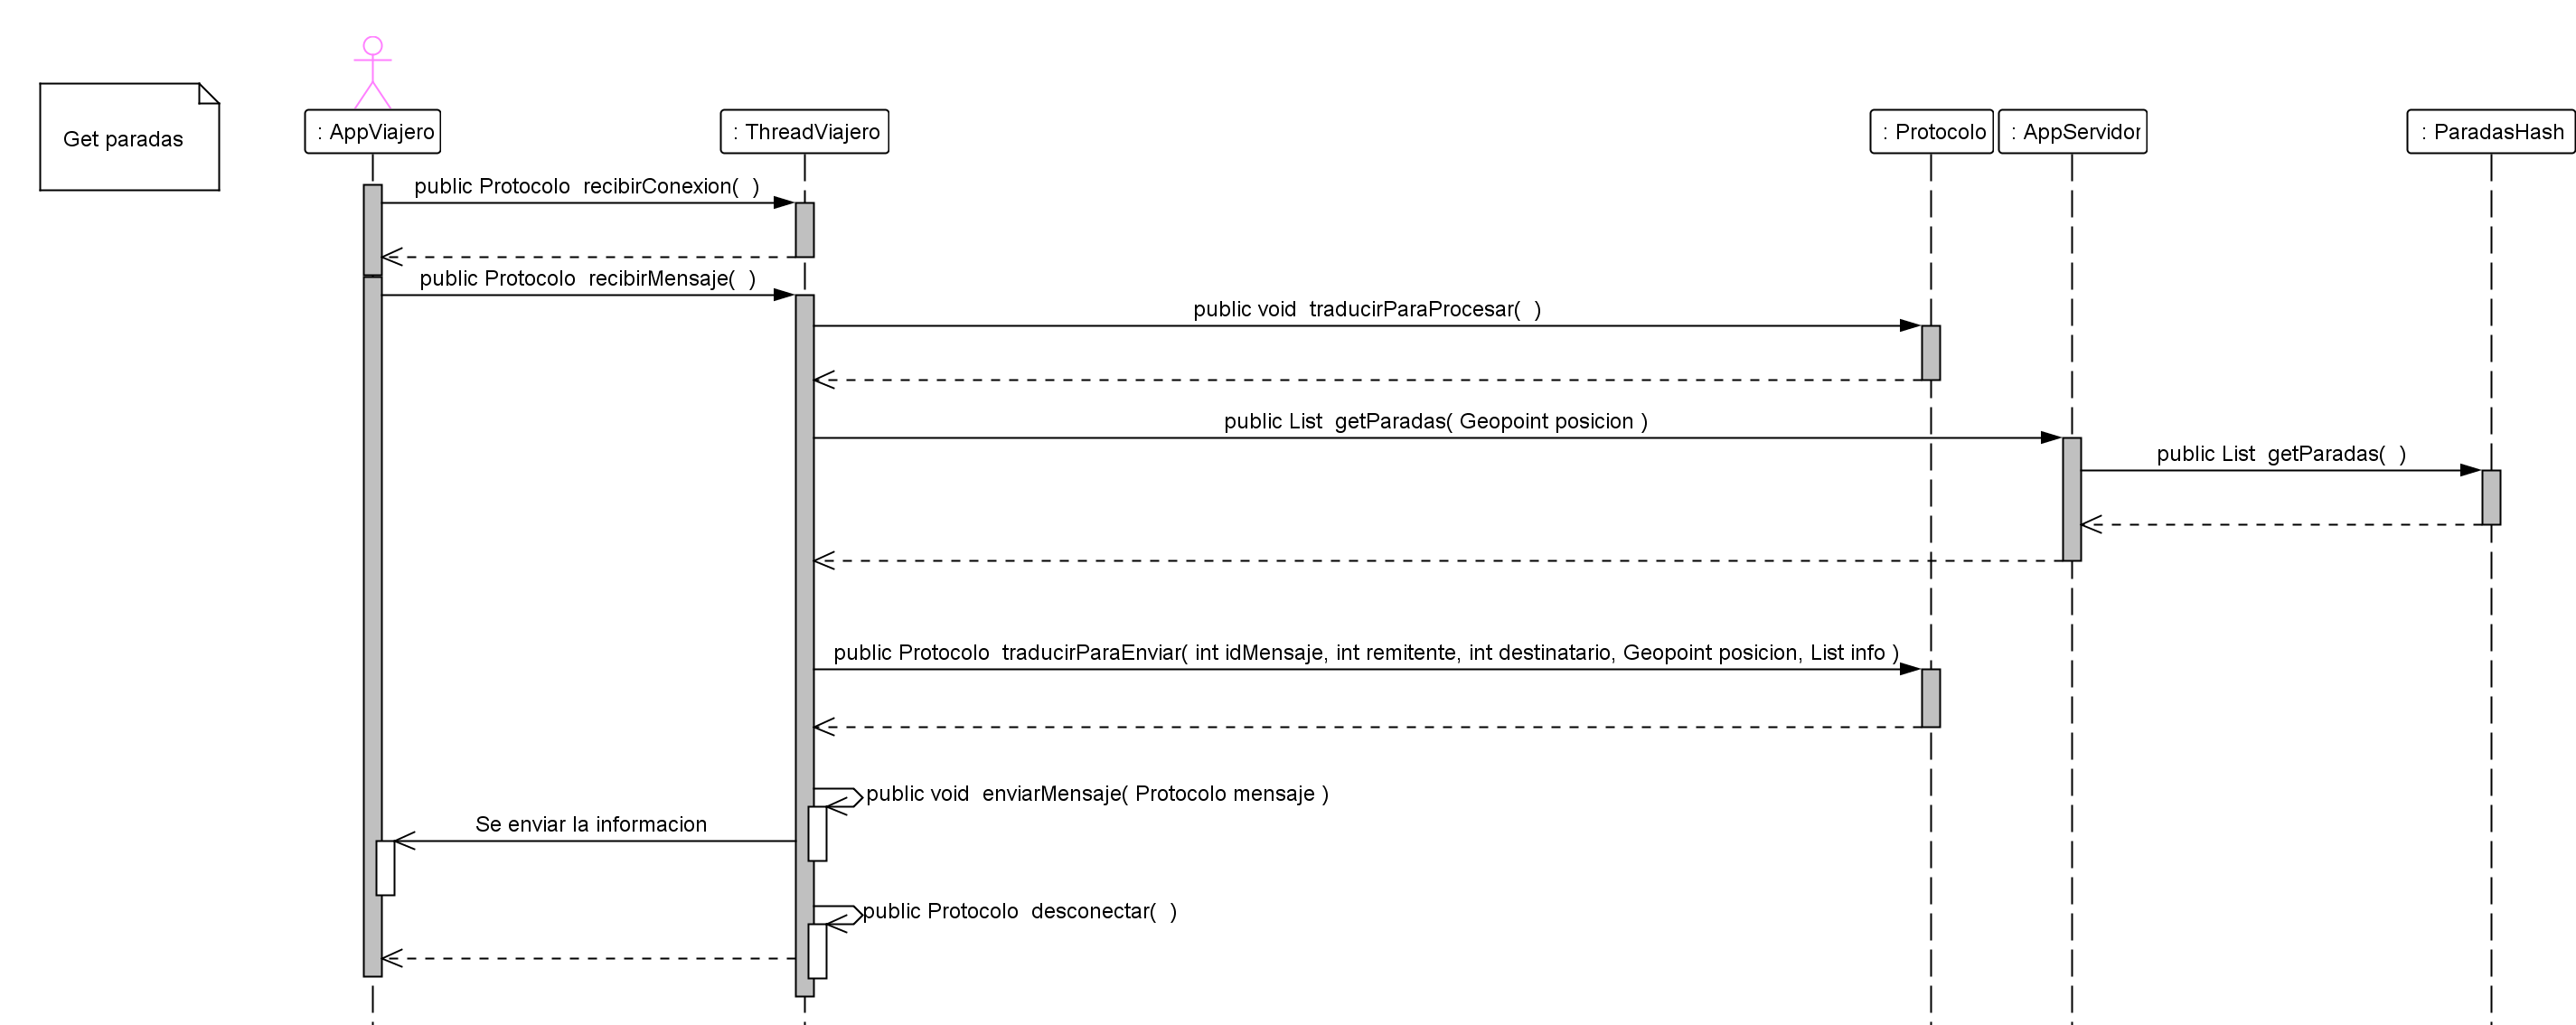 Get paradas
: AppViajero
: ThreadViajero
: Protocolo
: AppServidor
: ParadasHash
public Protocolo  recibirConexion(  )
public Protocolo  recibirMensaje(  )
public void  traducirParaProcesar(  )
public List  getParadas( Geopoint posicion )
public List  getParadas(  )
public Protocolo  traducirParaEnviar( int idMensaje, int remitente, int destinatario, Geopoint posicion, List info )
public void  enviarMensaje( Protocolo mensaje )
Se enviar la informacion
public Protocolo  desconectar(  )